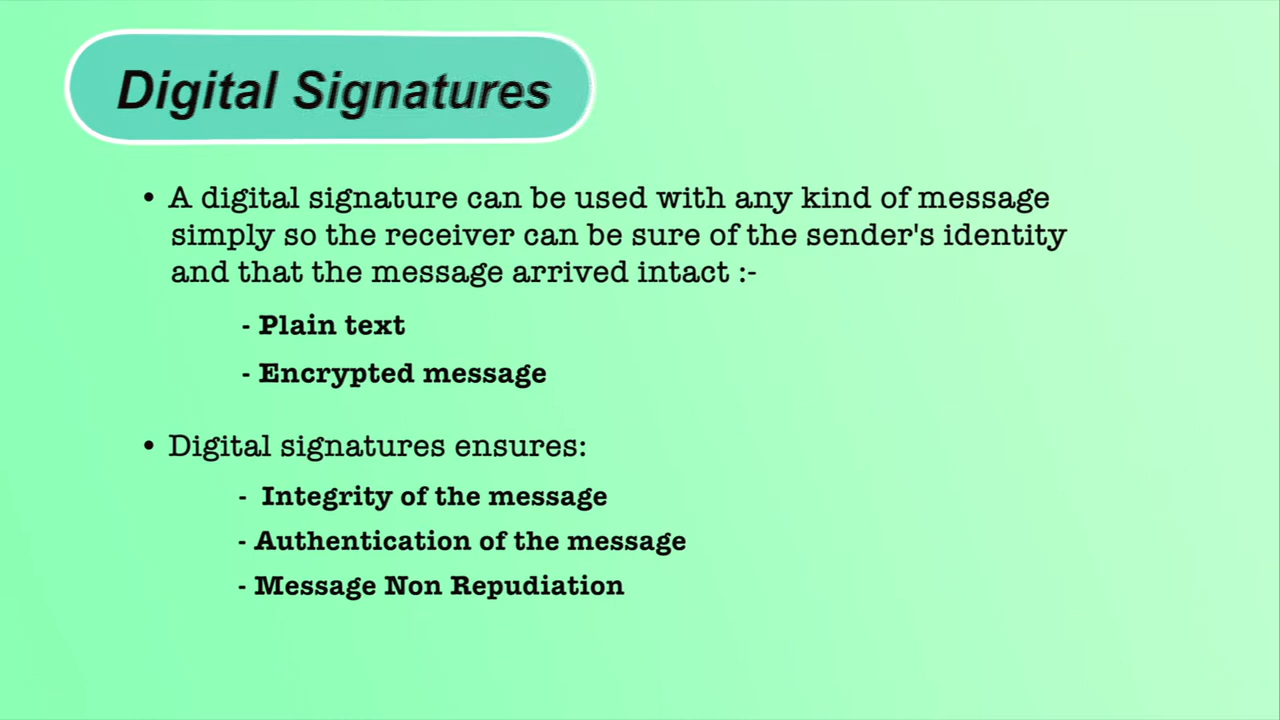 Digital Signatures
• A digital signature can be used with any kind of message
simply so the receiver can be sure of the sender's identity
and that the message arrived intact :-
- Plain text
- Encrypted message
• Digital signatures ensures:
- Integrity of the message
- Authentication of the message
- Message Non Repudiation